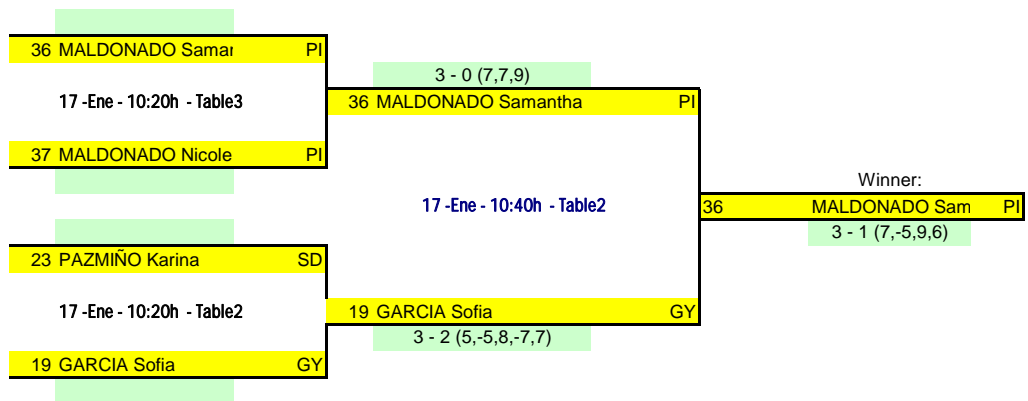 36 MALDONADO Samar PI
3 - 0 (7,7,9)
17 -Ene - 10:20h - Table3
36 MALDONADO Samantha PI
37 MALDONADO Nicole PI
Winner:
17 -Ene - 10:40h - Table2
36 MALDONADO Sam PI
3 - 1 (7,-5,9,6)
23 PAZMIÑO Karina SD
17 -Ene - 10:20h - Table2
19 GARCIA Sofia GY
3 - 2 (5,-5,8,-7,7)
19 GARCIA Sofia GY